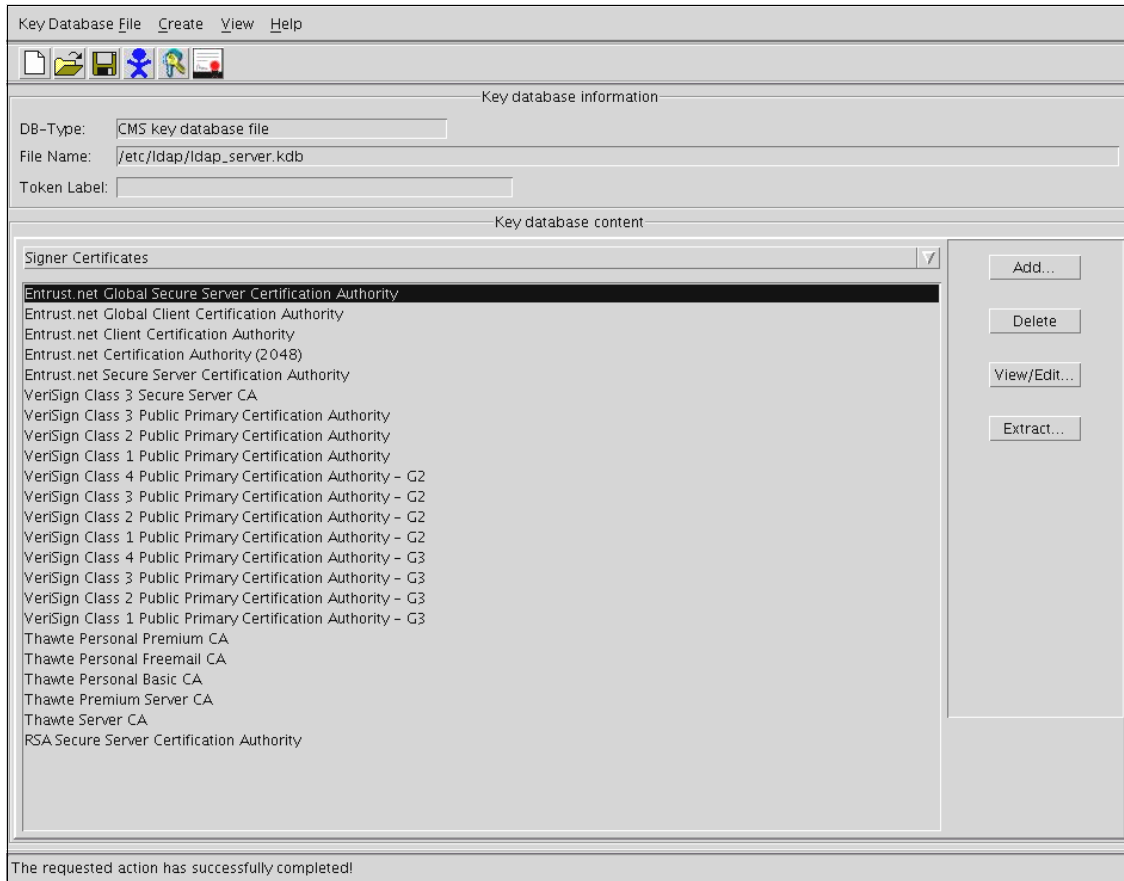 Key Database File Create View Help
Key database information
DB-Type: CMS key database file
File Name: /etc/ldap/ldap_server.kdb
Token Label:
Key database content
Signer Certificates
Add...
Entrust.net Global Secure Server Certification Authority
Entrust.net Global Client Certification Authority
Delete
Entrust.net Client Certification Authority
Entrust.net Certification Authority (2048)
Entrust.net Secure Server Certification Authority
View/Edit...
VeriSign Class 3 Secure Server CA
VeriSign Class 3 Public Primary Certification Authority
Extract...
VeriSign Class 2 Public Primary Certification Authority
VeriSign Class 1 Public Primary Certification Authority
VeriSign Class 4 Public Primary Certification Authority - G2
VeriSign Class 3 Public Primary Certification Authority - G2
VeriSign Class 2 Public Primary Certification Authority - G2
VeriSign Class 1 Public Primary Certification Authority - G2
VeriSign Class 4 Public Primary Certification Authority - G3
VeriSign Class 3 Public Primary Certification Authority - G3
VeriSign Class 2 Public Primary Certification Authority - G3
VeriSign Class 1 Public Primary Certification Authority - G3
Thawte Personal Premium CA
Thawte Personal Freemail CA
Thawte Personal Basic CA
Thawte Premium Server CA
Thawte Server CA
RSA Secure Server Certification Authority
The requested action has successfully completed!